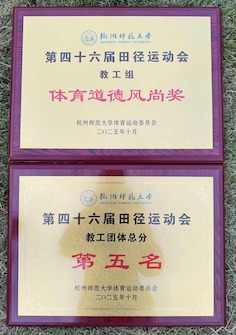 杭州师范大学
HANGZHOU NORMAL UNIVERSITY
第四十六届田径运动会
教工组
体育道德风尚奖
杭州师范大学体育运动委员会
二〇二五年十月
杭州师范大学
第四十六届田径运动会
教工团体总分
第五名
杭州师范大学体育运动委员会
二〇二五年十月